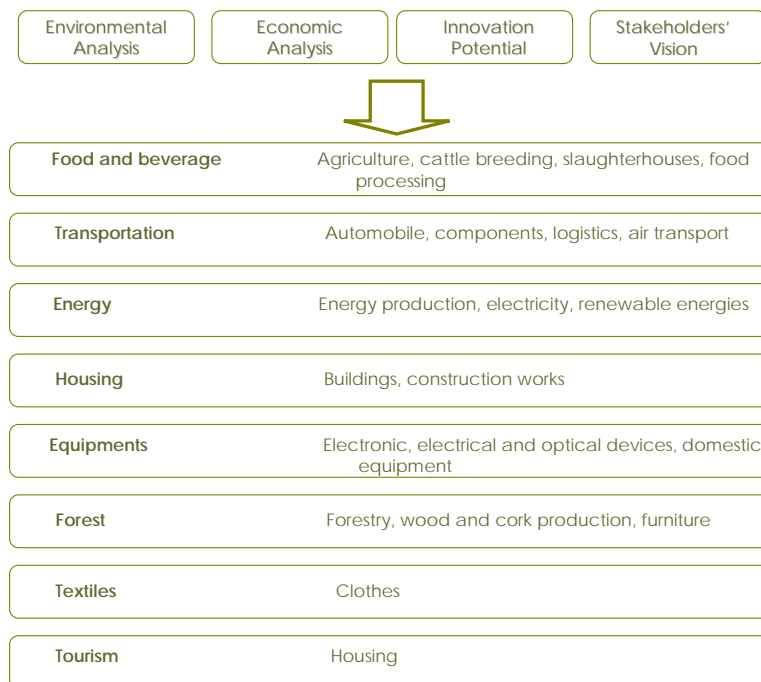 Environmental Analysis
Economic Analysis
Innovation Potential
Stakeholders' Vision
Food and beverage Agriculture, cattle breeding, slaughterhouses, food
processing
Transportation Automobile, components, logistics, air transport
Energy Energy production, electricity, renewable energies
Housing Buildings, construction works
Equipments Electronic, electrical and optical devices, domestic
equipment
Forest Forestry, wood and cork production, furniture
Textiles Clothes
Tourism Housing